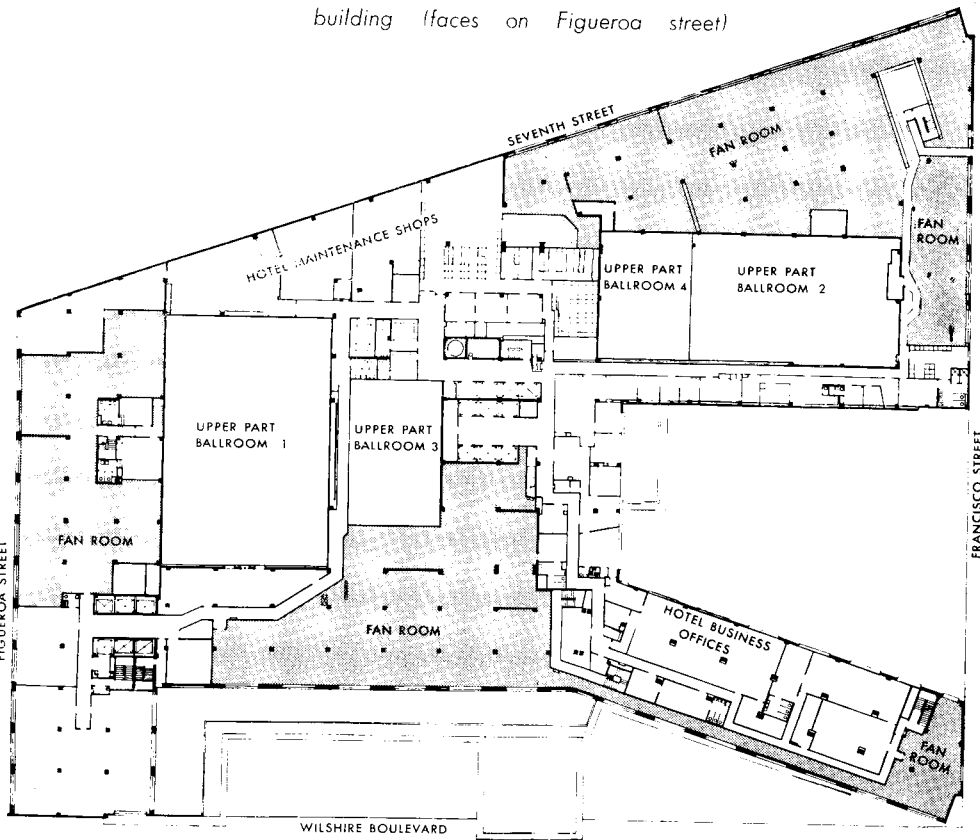 building (faces on Figueroa street)
SEVENTH STREET
FAN ROOM
HOTEL MAINTENANCE SHOPS
FAN
ROOM
UPPER PART
BALLROOM 4
UPPER PART
BALLROOM 2
UPPER PART
BALLROOM 1
UPPER PART
BALLROOM 3
FRANCISCO STREET
FAN ROOM
FIGUEROA STREET
FAN ROOM
HOTEL BUSINESS
OFFICES
FAN
ROOM
WILSHIRE BOULEVARD